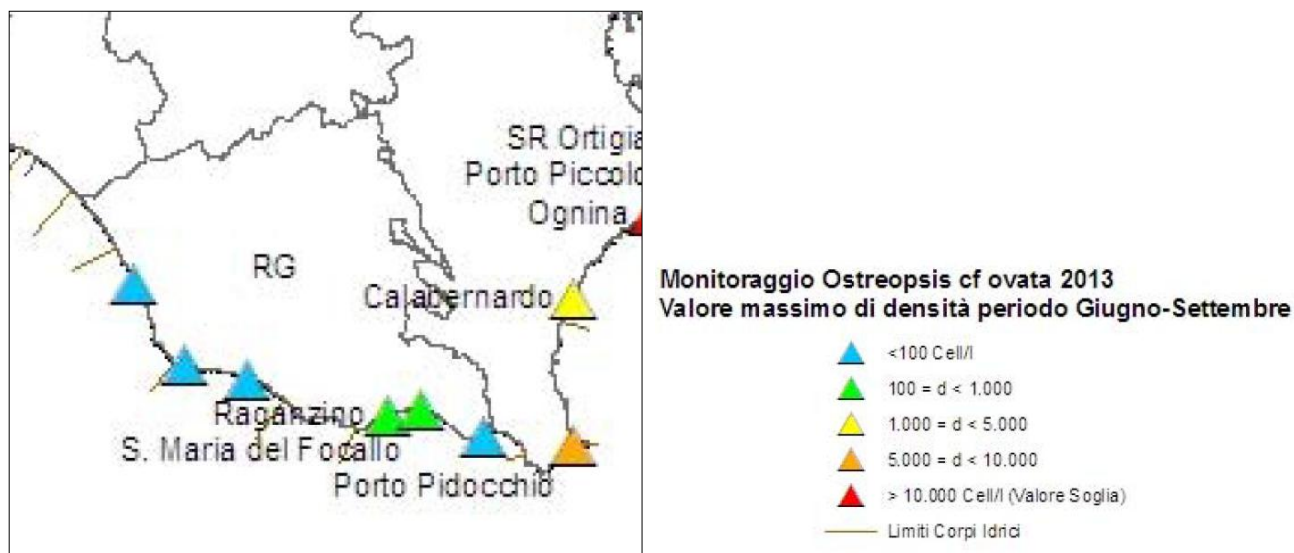 SR Ortigia
Porto Piccolo
Ognina
RG
Calabernardo
Raganzino
S. Maria del Focallo
Porto Pidocchio
Monitoraggio Ostreopsis cf ovata 2013
Valore massimo di densità periodo Giugno-Settembre
<100 Cell/l
100 = d < 1.000
1.000 = d < 5.000
5.000 = d < 10.000
> 10.000 Cell/l (Valore Soglia)
Limiti Corpi Idrici